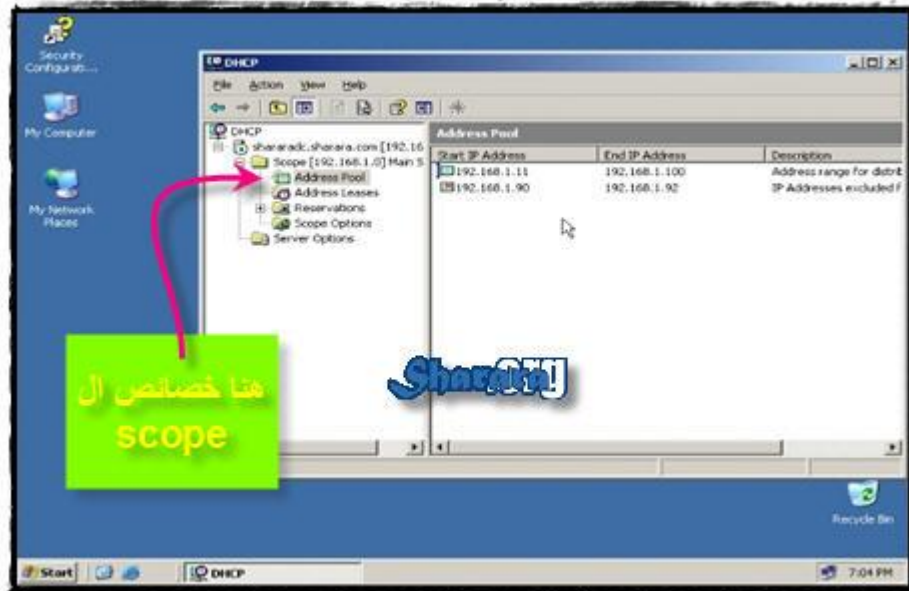 Security
Configurati...
My Computer
My Network
Places
DHCP
File Action View Help
DHCP
shararadc.sharara.com [192.16
Scope [192.168.1.0] Main S
Address Pool
Address Leases
Reservations
Scope Options
Server Options
Address Pool
Start IP Address End IP Address Description
192.168.1.11 192.168.1.100 Address range for distrib
192.168.1.90 192.168.1.92 IP Addresses excluded f
هنا خصائص ال
scope
Sharara.org
Recycle Bin
Start DHCP 7:04 PM